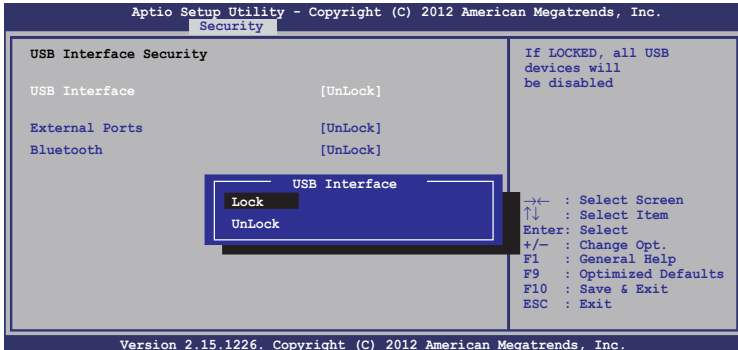 Aptio Setup Utility - Copyright (C) 2012 American Megatrends, Inc.
Security
USB Interface Security
USB Interface [UnLock]
External Ports [UnLock]
Bluetooth [UnLock]
USB Interface
Lock
UnLock
If LOCKED, all USB
devices will
be disabled
→← : Select Screen
↑↓ : Select Item
Enter: Select
+/— : Change Opt.
F1 : General Help
F9 : Optimized Defaults
F10 : Save & Exit
ESC : Exit
Version 2.15.1226. Copyright (C) 2012 American Megatrends, Inc.